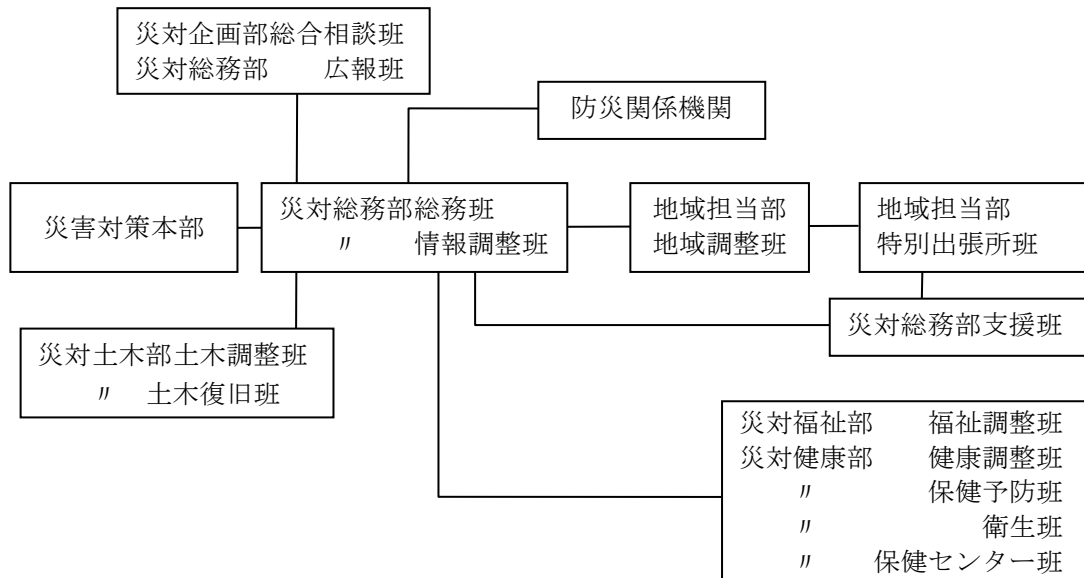 災対企画部総合相談班
災対総務部　　広報班
防災関係機関
災害対策本部
災対総務部総務班
〃　　情報調整班
地域担当部
地域調整班
地域担当部
特別出張所班
災対総務部支援班
災対土木部土木調整班
〃　土木復旧班
災対福祉部　　福祉調整班
災対健康部　　健康調整班
〃　　　　保健予防班
〃　　　　　　衛生班
〃　　保健センター班